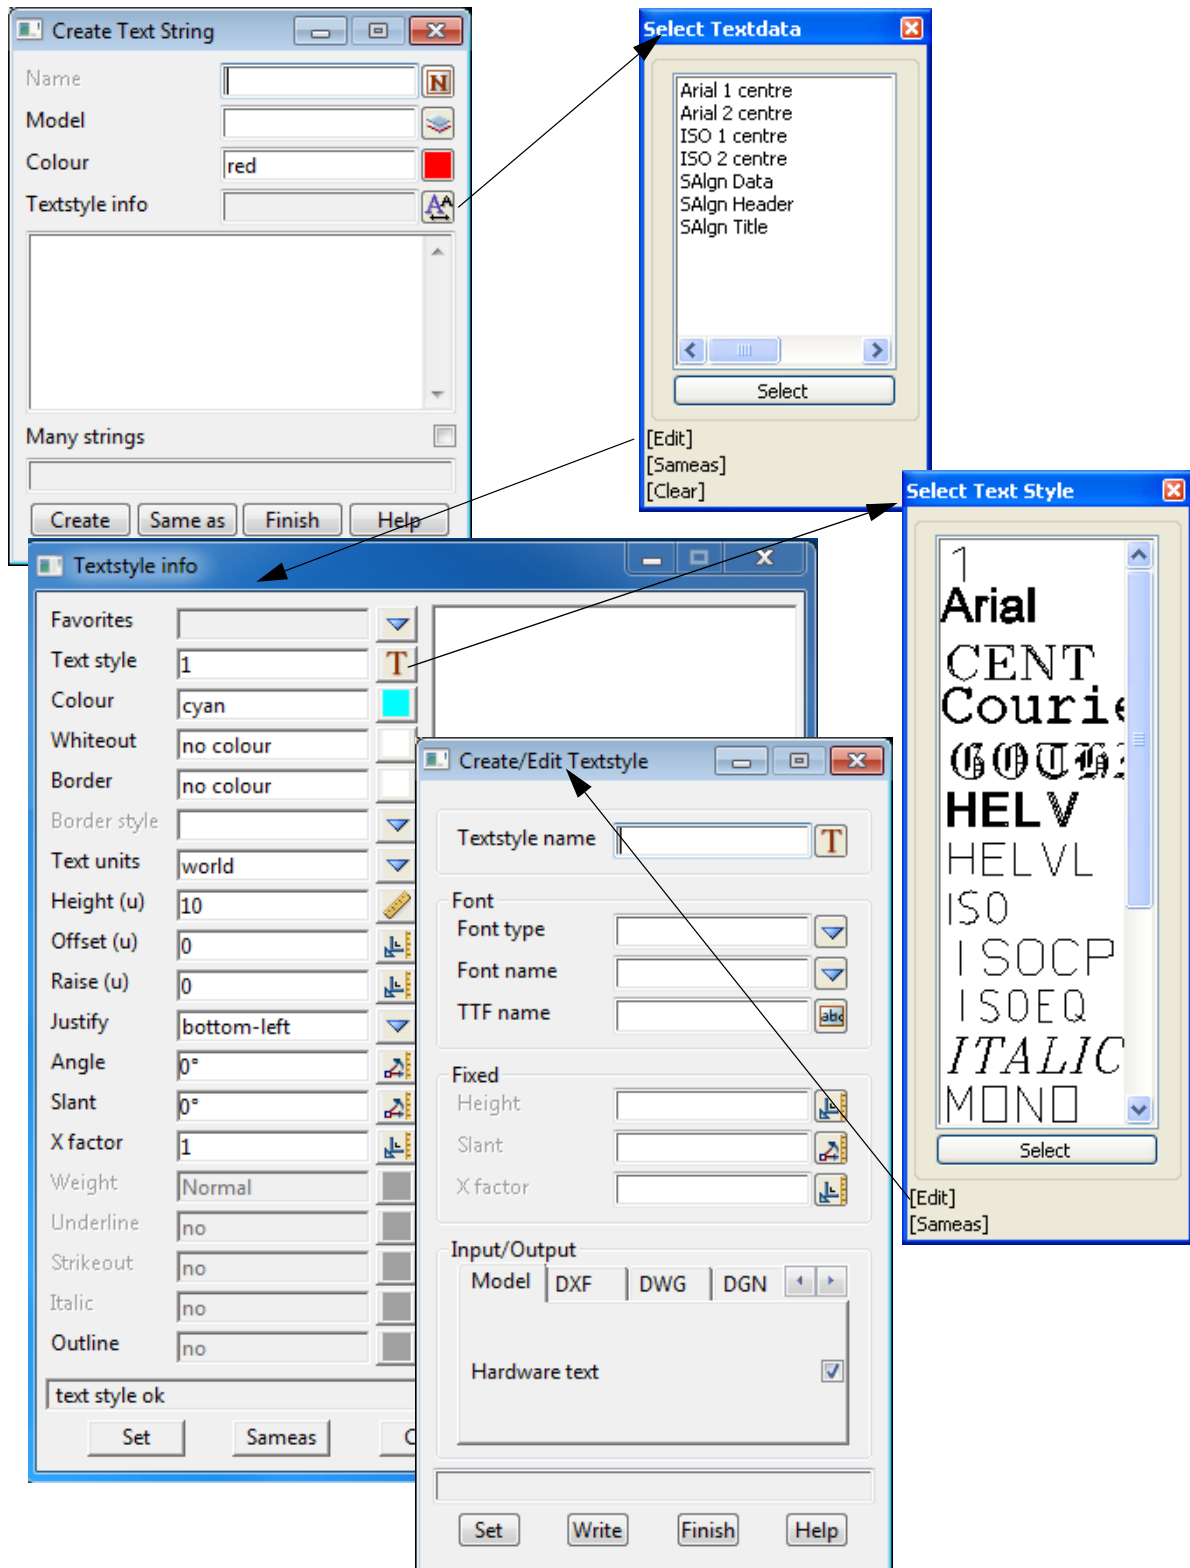 Create Text String
Name
Model
Colour
red
Textstyle info
Many strings
Create
Same as
Finish
Help
Select Textdata
Arial 1 centre
Arial 2 centre
ISO 1 centre
ISO 2 centre
SAlgn Data
SAlgn Header
SAlgn Title
Select
[Edit]
[Sameas]
[Clear]
Textstyle info
Favorites
Text style
1
Colour
cyan
Whiteout
no colour
Border
no colour
Border style
Text units
world
Height (u)
10
Offset (u)
0
Raise (u)
0
Justify
bottom-left
Angle
0°
Slant
0°
X factor
1
Weight
Normal
Underline
no
Strikeout
no
Italic
no
Outline
no
text style ok
Set
Sameas
Create/Edit Textstyle
Textstyle name
Font
Font type
Font name
TTF name
Fixed
Height
Slant
X factor
Input/Output
Model
DXF
DWG
DGN
Hardware text
Set
Write
Finish
Help
Select Text Style
1
Arial
CENT
Courie
GOTH
HELV
HELVL
ISO
ISOCP
ISOEQ
ITALIC
MONO
Select
[Edit]
[Sameas]